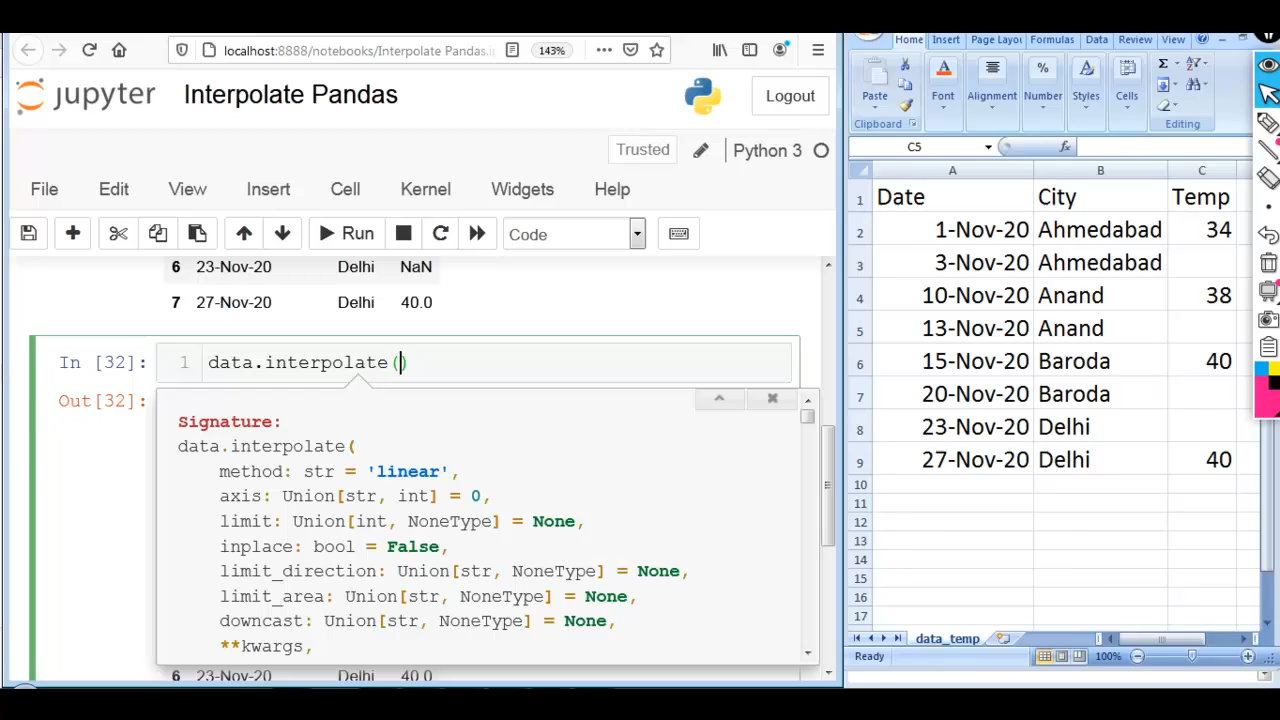 localhost:8888/notebooks/Interpolate Pandas.i
143%
jupyter Interpolate Pandas
Logout
Trusted
Python 3
File Edit View Insert Cell Kernel Widgets Help
Run
Code
6 23-Nov-20 Delhi NaN
7 27-Nov-20 Delhi 40.0
In [32]: 1 data.interpolate()
Out[32]:
Signature:
data.interpolate(
method: str = 'linear',
axis: Union[str, int] = 0,
limit: Union[int, NoneType] = None,
inplace: bool = False,
limit_direction: Union[str, NoneType] = None,
limit_area: Union[str, NoneType] = None,
downcast: Union[str, NoneType] = None,
**kwargs,
6 23-Nov-20 Delhi 40.0
Home Insert Page Layou Formulas Data Review View
Paste Font Alignment Number Styles Cells
Clipboard Editing
C5 fx
A B C
1 Date City Temp
2 1-Nov-20 Ahmedabad 34
3 3-Nov-20 Ahmedabad
4 10-Nov-20 Anand 38
5 13-Nov-20 Anand
6 15-Nov-20 Baroda 40
7 20-Nov-20 Baroda
8 23-Nov-20 Delhi
9 27-Nov-20 Delhi 40
10
11
12
13
14
15
16
17
data_temp
Ready 100%